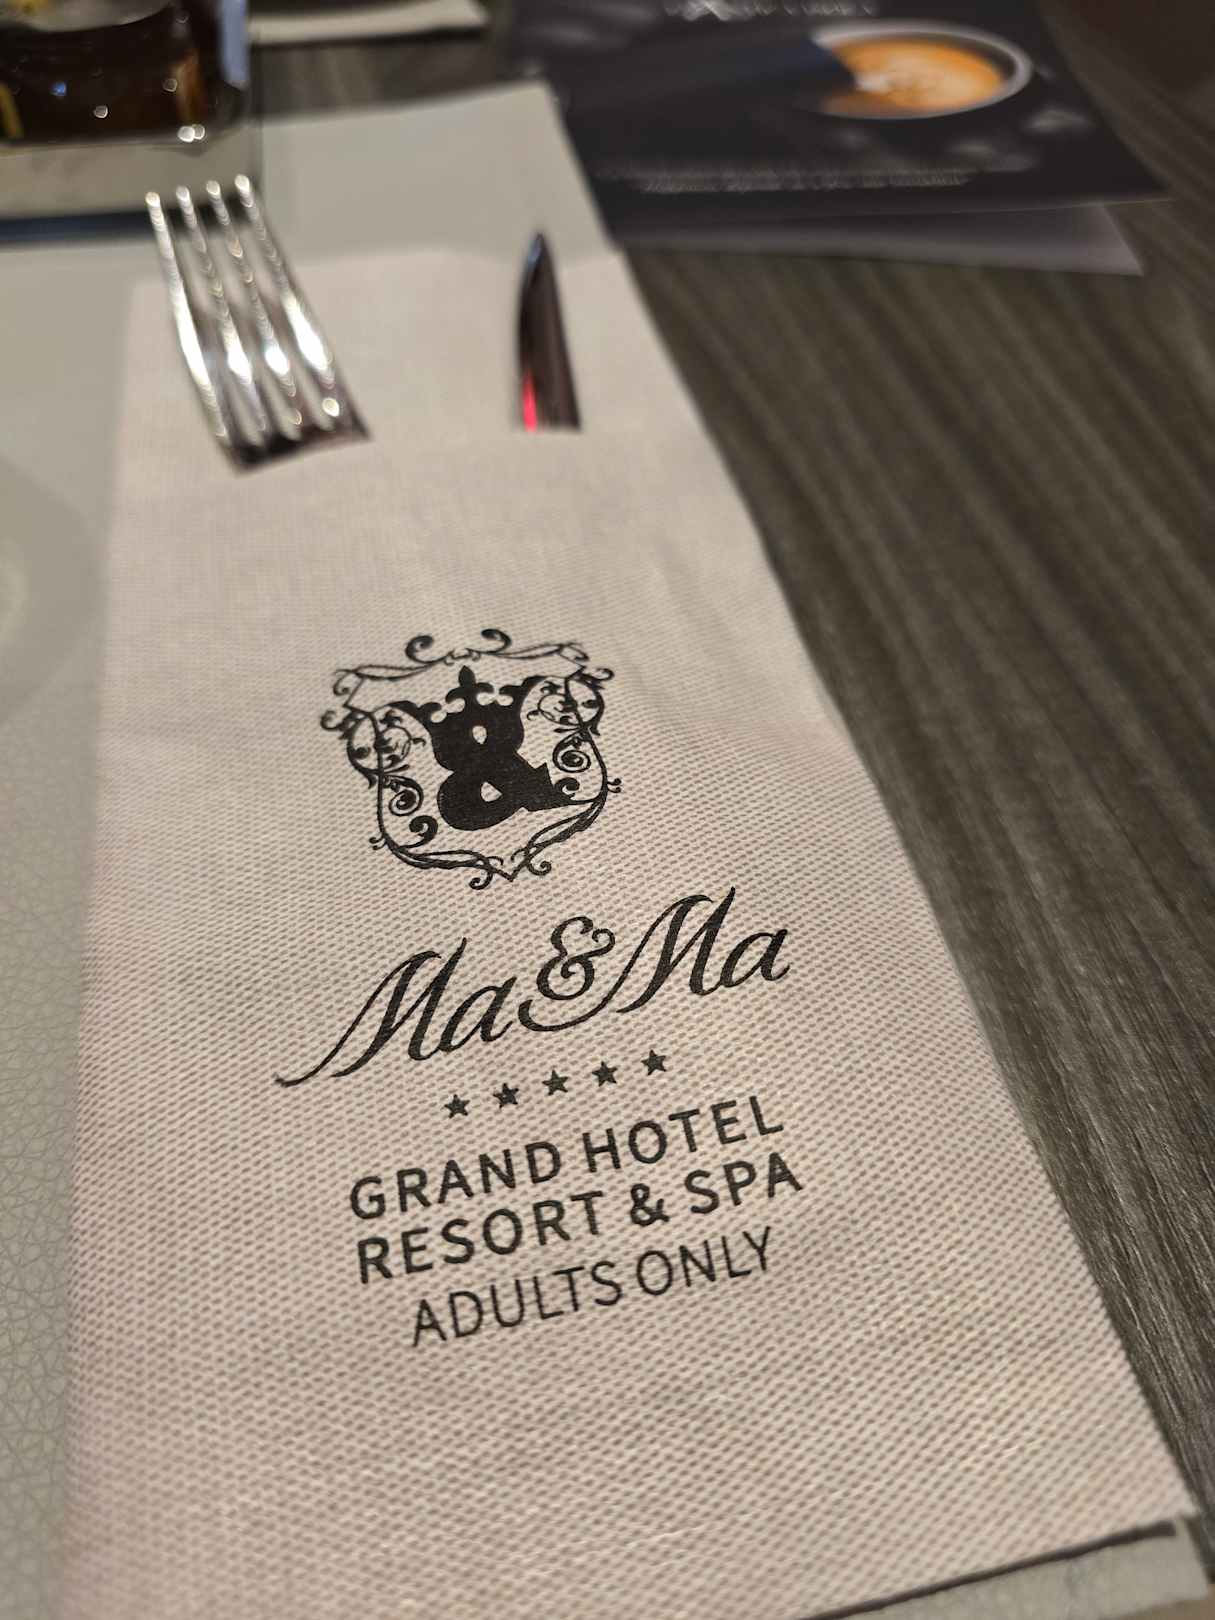 &
Ma&Ma
★★★★★
GRAND HOTEL
RESORT & SPA
ADULTS ONLY